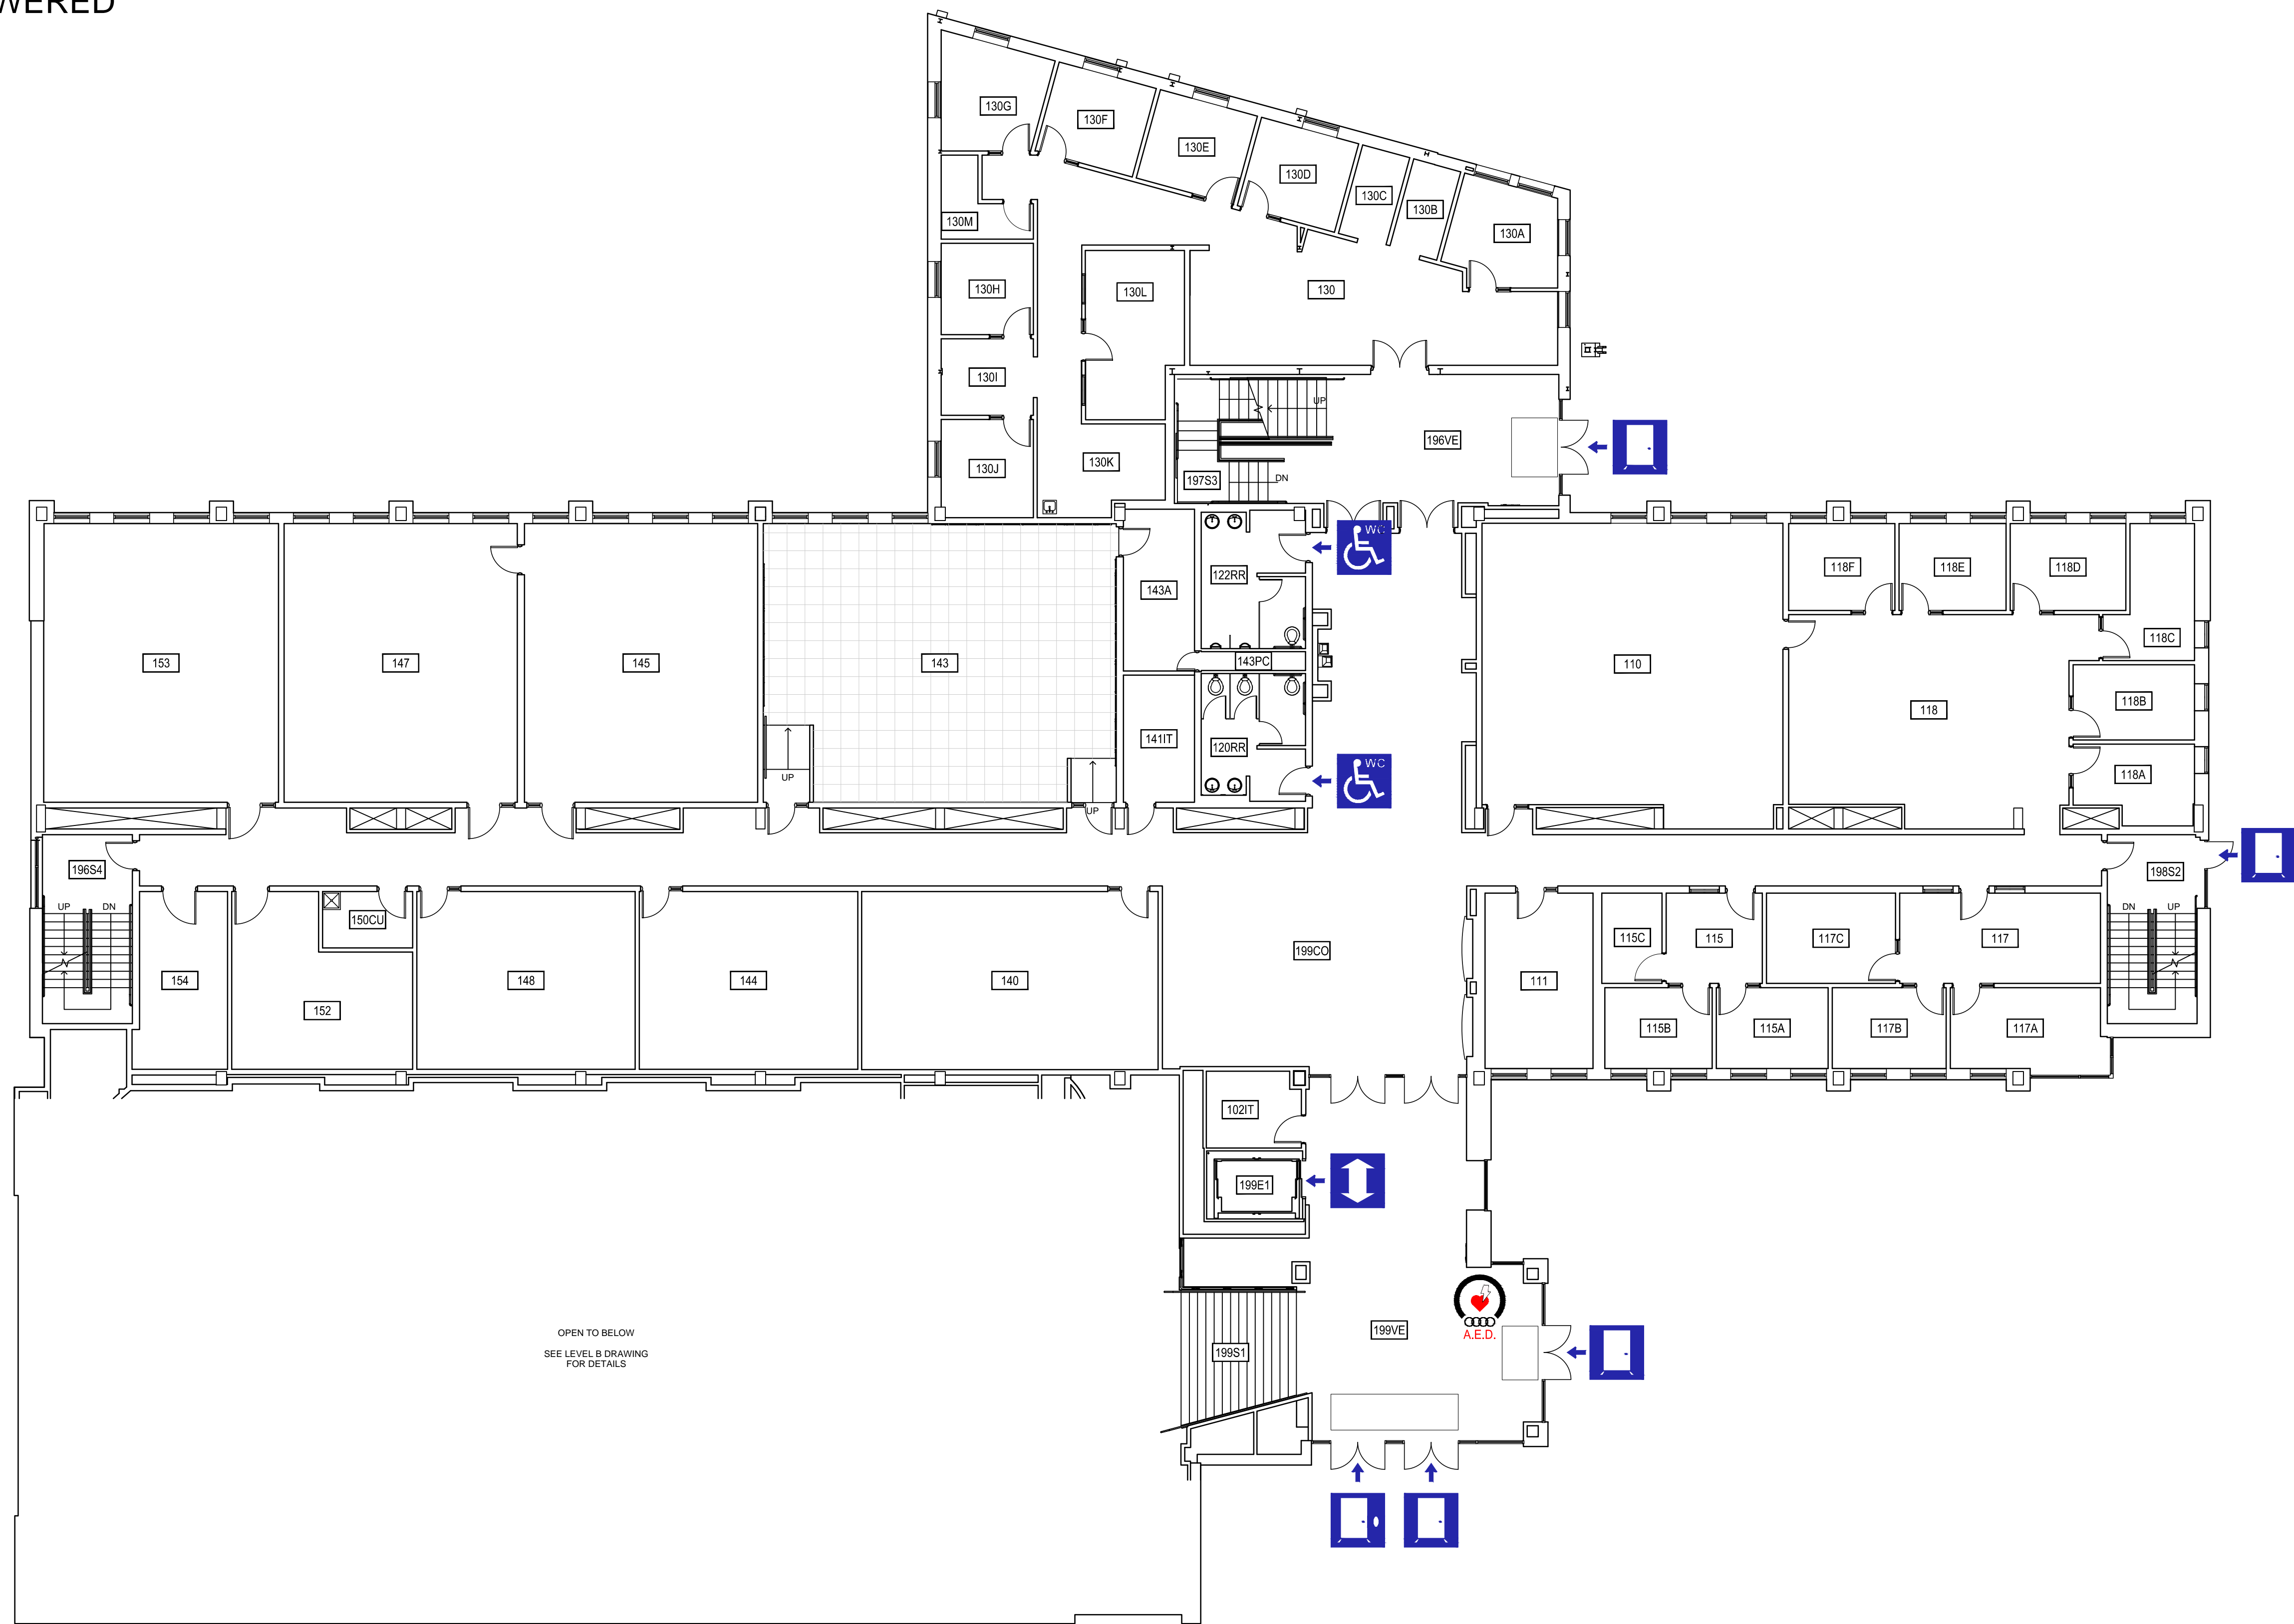 WERED
130G
130F
130E
130D
130C
130B
130A
130M
130H
130L
130
130I
130J
130K
UP
196VE
197S3
DN
WC
122RR
143A
118F
118E
118D
118C
153
147
145
143
143PC
110
118B
118
141IT
120RR
118A
UP
UP
WC
196S4
198S2
UP
DN
150CU
DN
UP
154
152
148
144
140
199CO
111
115C
115
117C
117
115B
115A
117B
117A
102IT
199E1
199S1
199VE
A.E.D.
OPEN TO BELOW
SEE LEVEL B DRAWING
FOR DETAILS